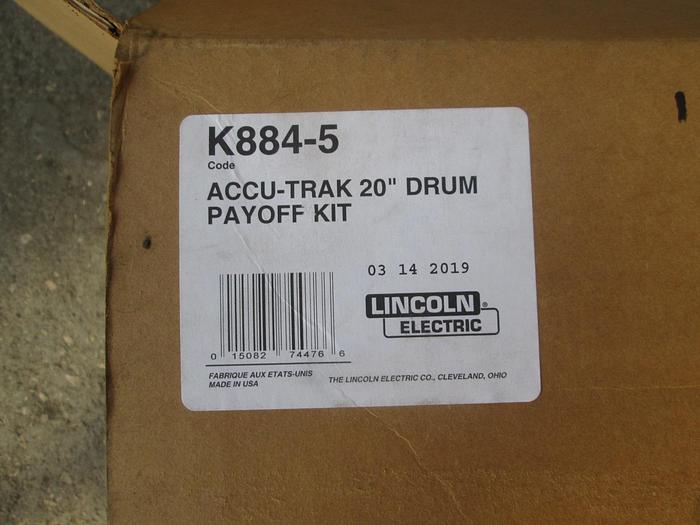 K884-5
Code
ACCU-TRAK 20" DRUM
PAYOFF KIT
03 14 2019
LINCOLN ®
ELECTRIC
0 15082 74476 6
FABRIQUE AUX ETATS-UNIS
MADE IN USA
THE LINCOLN ELECTRIC CO., CLEVELAND, OHIO